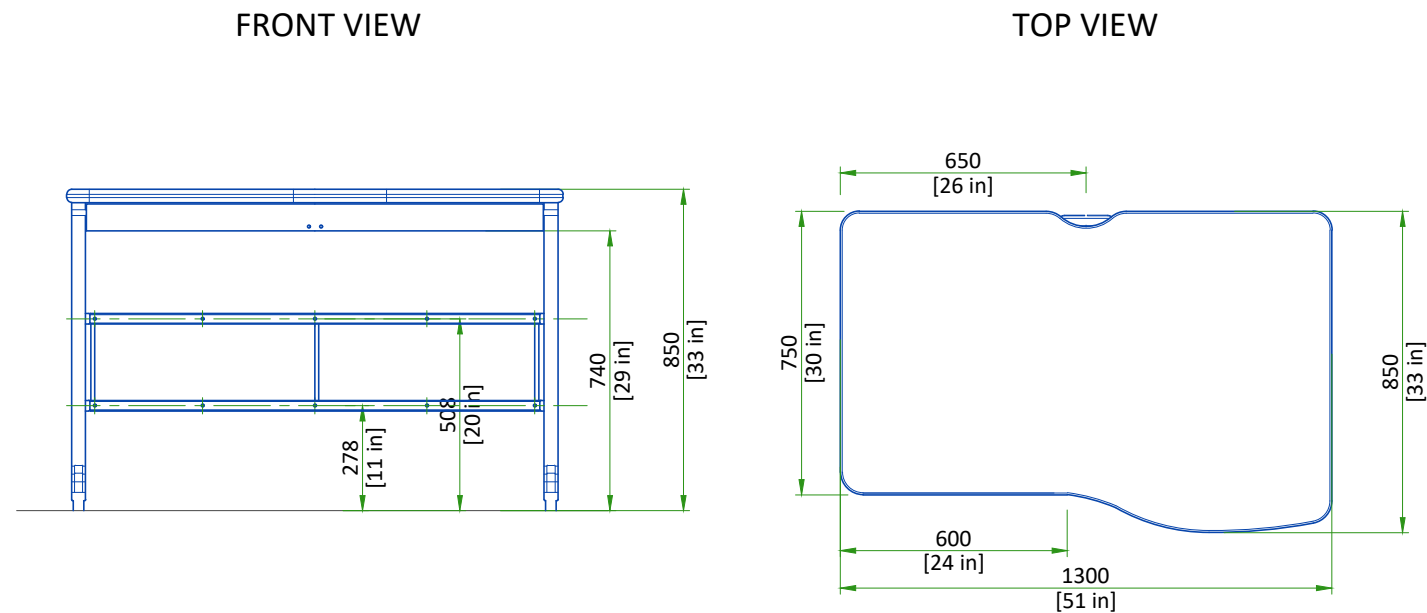 FRONT VIEW
TOP VIEW
650
[26 in]
740
[29 in]
850
[33 in]
508
[20 in]
278
[11 in]
750
[30 in]
850
[33 in]
600
[24 in]
1300
[51 in]